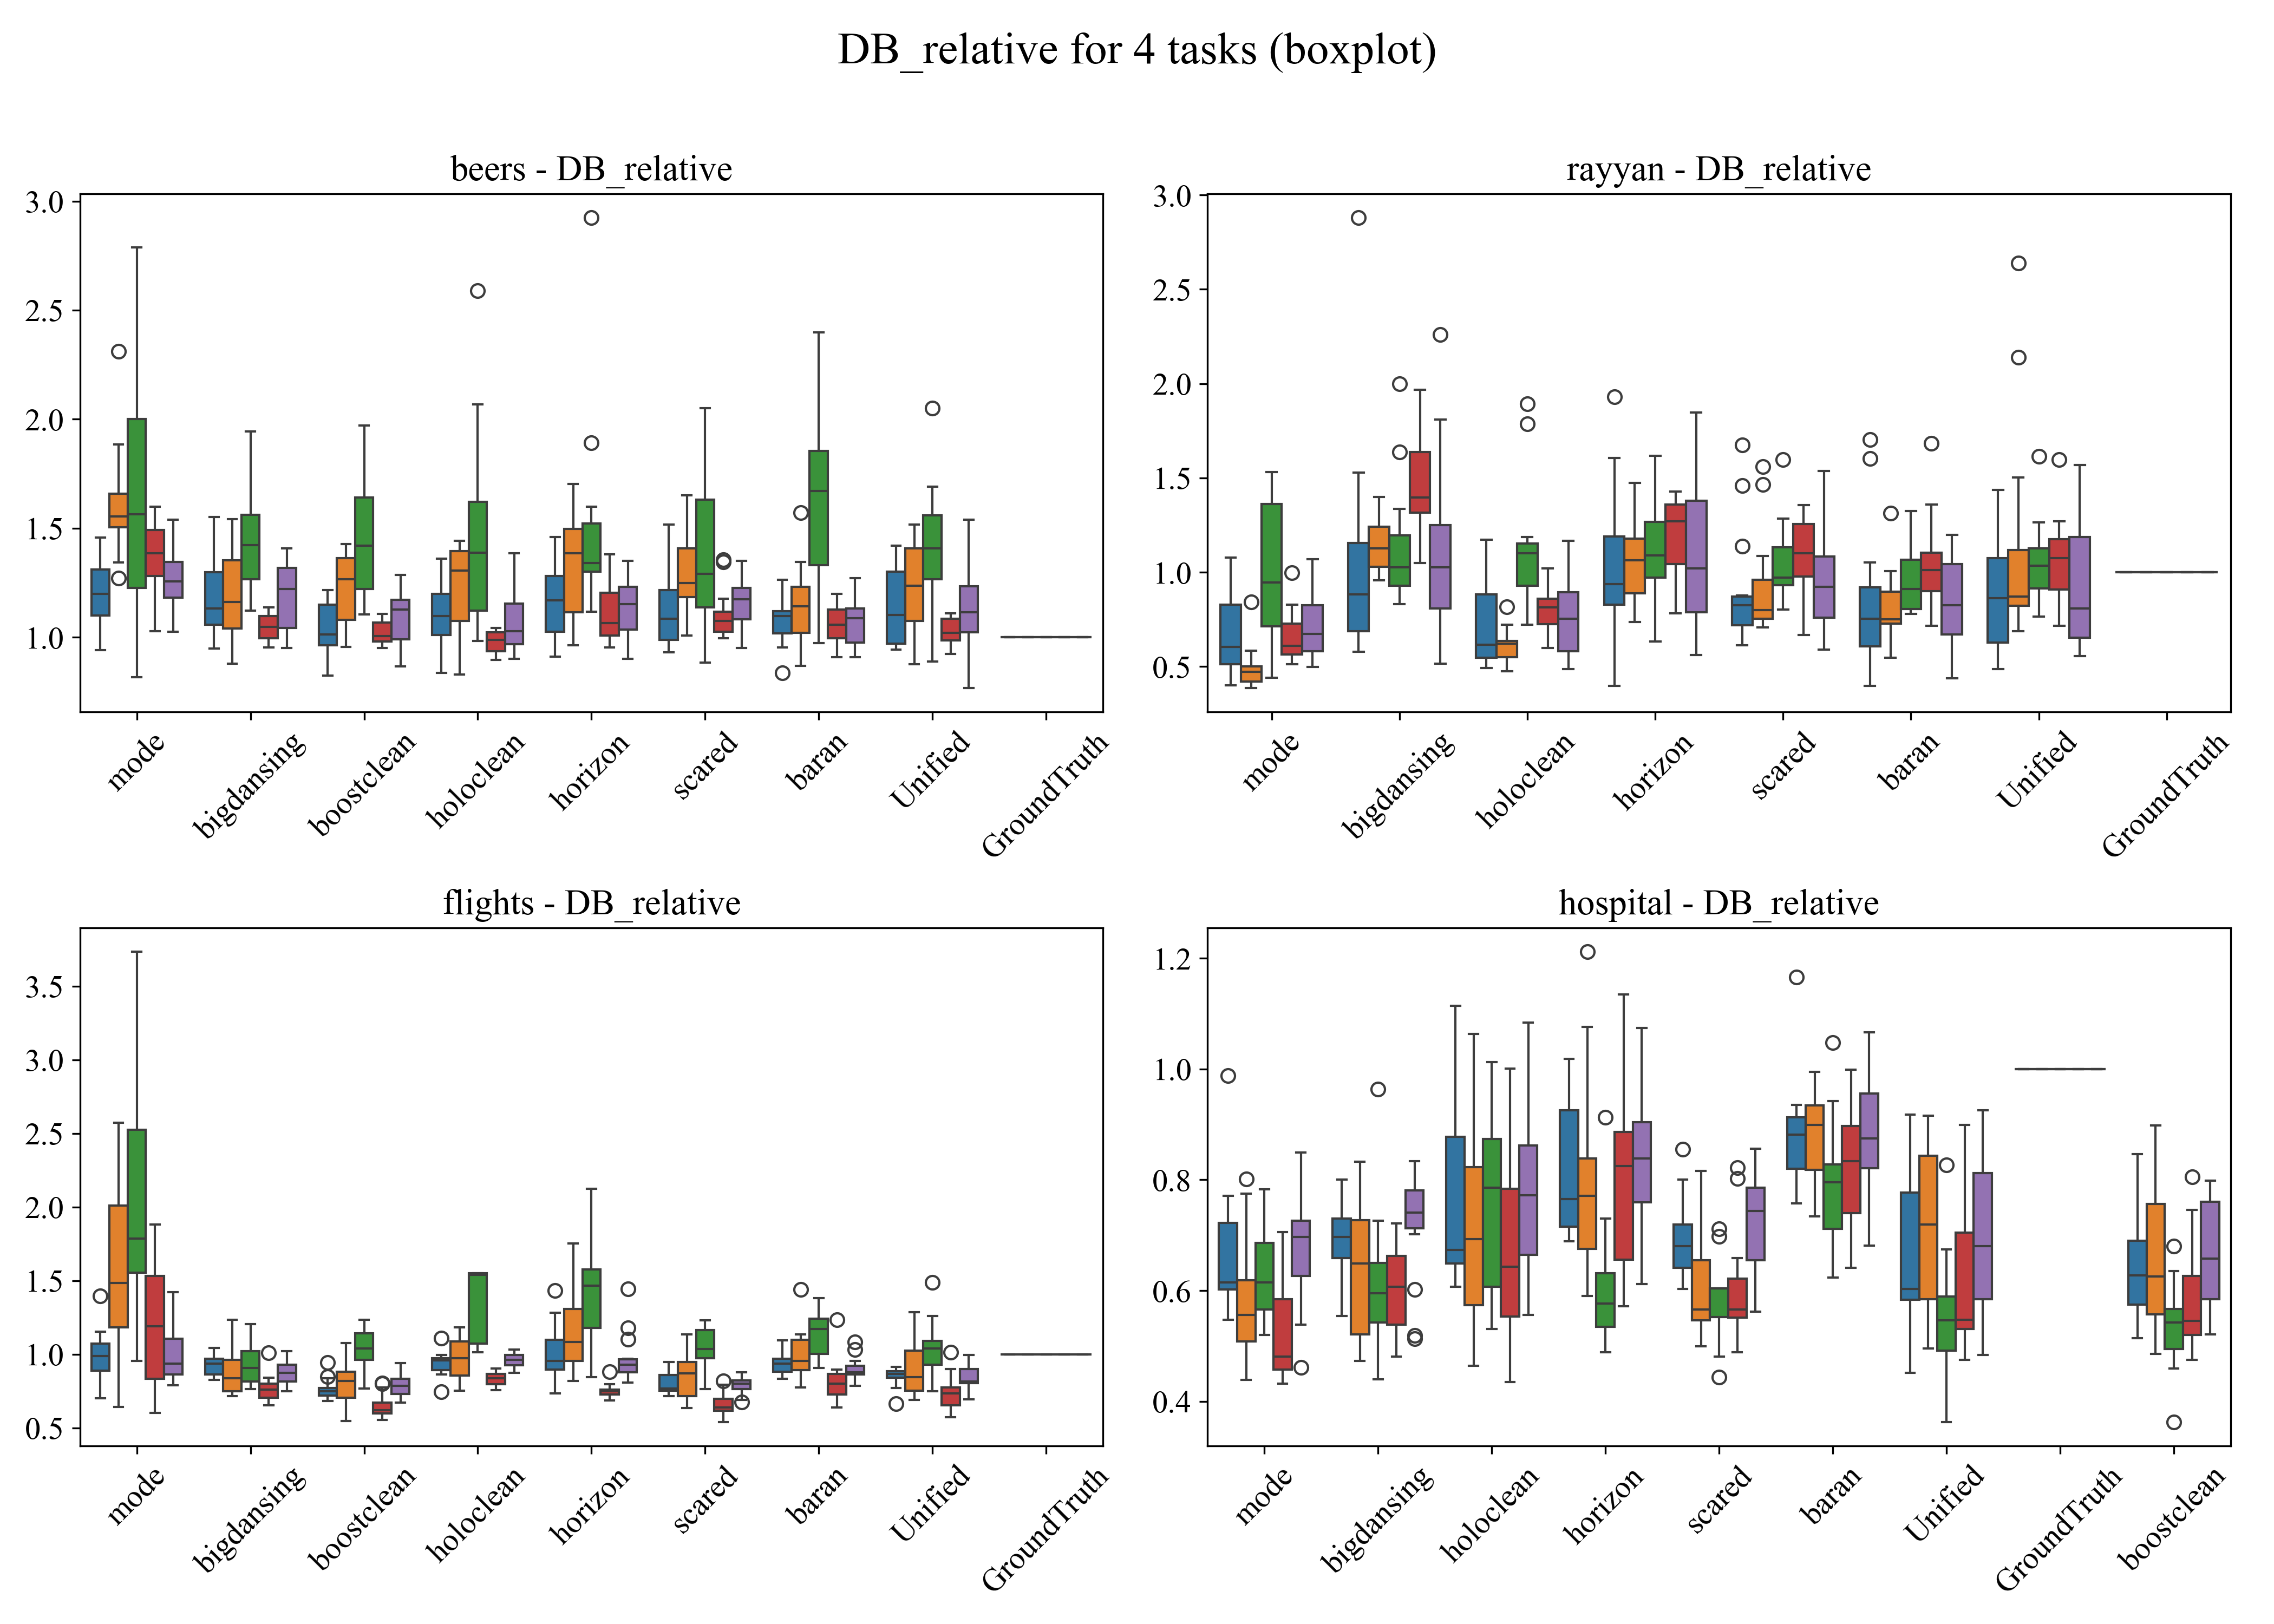 DB_relative for 4 tasks (boxplot)
beers - DB_relative
3.0
2.5
2.0
1.5
1.0
mode
bigdansing
boostclean
holoclean
horizon
scared
baran
Unified
GroundTruth
rayyan - DB_relative
3.0
2.5
2.0
1.5
1.0
0.5
mode
bigdansing
holoclean
horizon
scared
baran
Unified
GroundTruth
flights - DB_relative
3.5
3.0
2.5
2.0
1.5
1.0
0.5
mode
bigdansing
boostclean
holoclean
horizon
scared
baran
Unified
GroundTruth
hospital - DB_relative
1.2
1.0
0.8
0.6
0.4
mode
bigdansing
holoclean
horizon
scared
baran
Unified
GroundTruth
boostclean